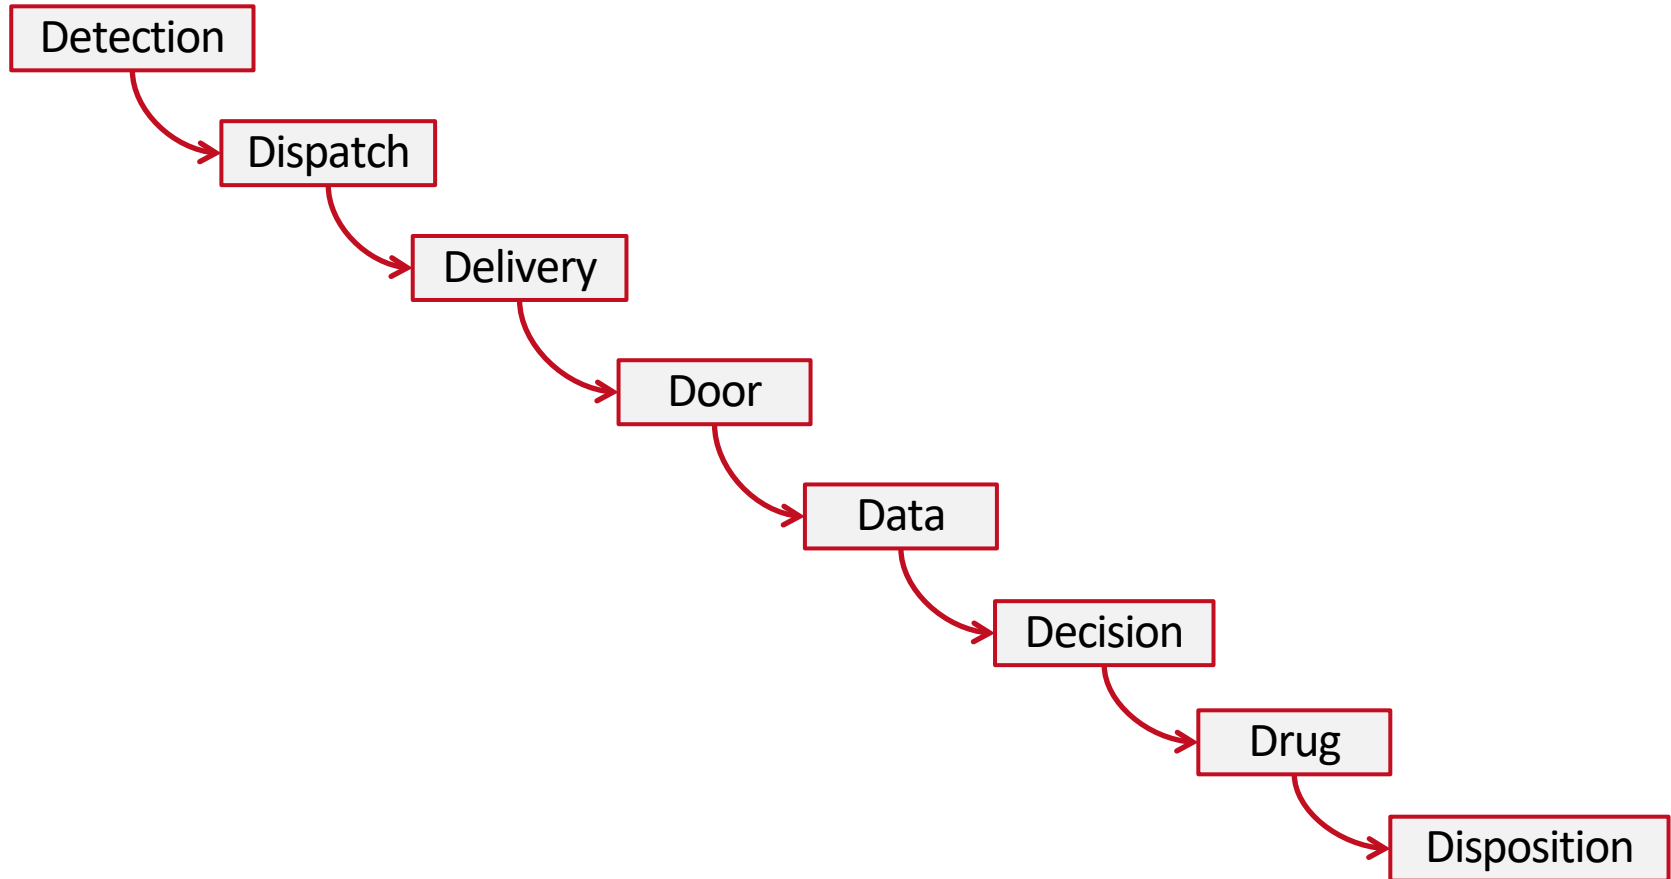 Detection
Dispatch
Delivery
Door
Data
Decision
Drug
Disposition